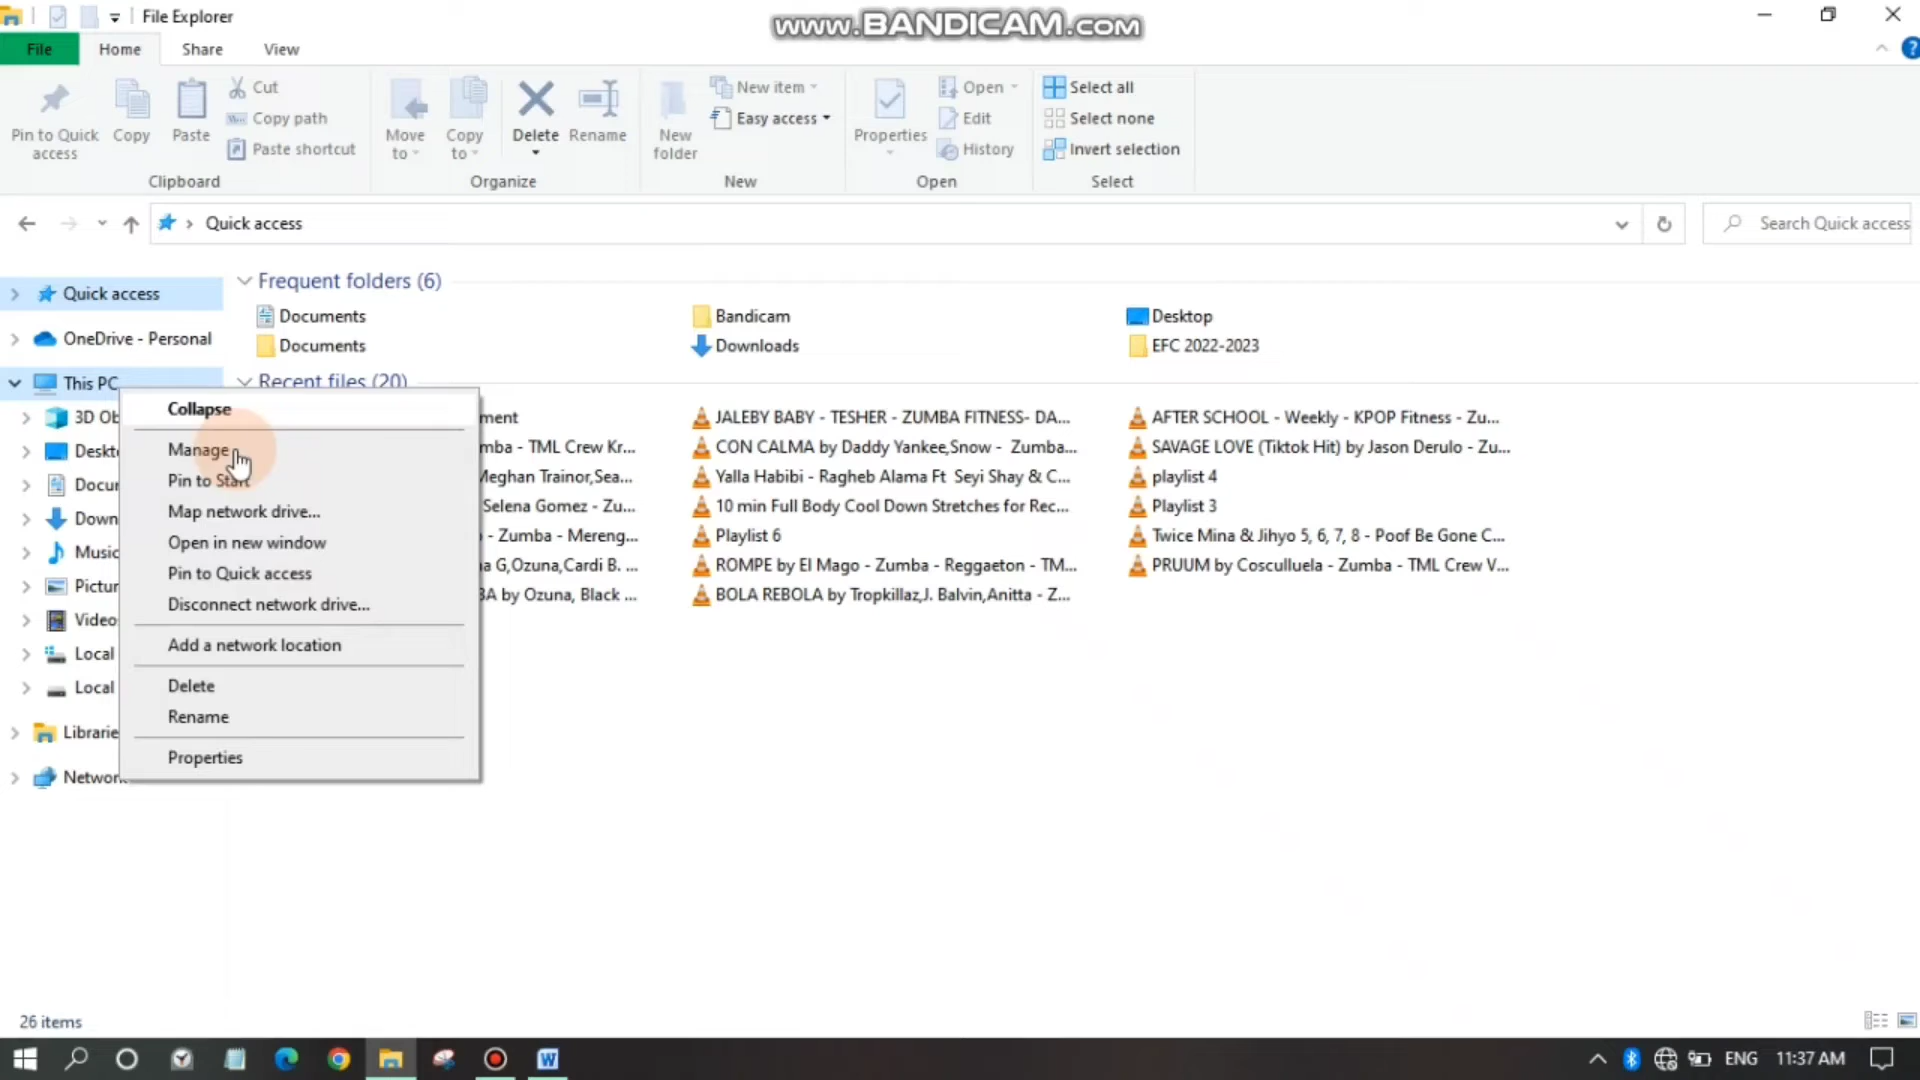 File Explorer
www.BANDICAM.com
File
Home
Share
View
Pin to Quick access
Copy
Paste
Cut
Copy path
Paste shortcut
Clipboard
Move to
Copy to
Delete
Rename
Organize
New folder
New item
Easy access
New
Properties
Open
Edit
History
Open
Select all
Select none
Invert selection
Select
Quick access
Search Quick access
Quick access
OneDrive - Personal
This PC
3D Ob
Deskt
Docur
Down
Music
Pictur
Video
Local
Local
Librarie
Network
Collapse
Manage
Pin to Start
Map network drive...
Open in new window
Pin to Quick access
Disconnect network drive...
Add a network location
Delete
Rename
Properties
Frequent folders (6)
Documents
Bandicam
Desktop
Documents
Downloads
EFC 2022-2023
Recent files (20)
ment
JALEBY BABY - TESHER - ZUMBA FITNESS- DA...
AFTER SCHOOL - Weekly - KPOP Fitness - Zu...
mba - TML Crew Kr...
CON CALMA by Daddy Yankee,Snow - Zumba...
SAVAGE LOVE (Tiktok Hit) by Jason Derulo - Zu...
Meghan Trainor,Sea...
Yalla Habibi - Ragheb Alama Ft Seyi Shay & C...
playlist 4
Selena Gomez - Zu...
10 min Full Body Cool Down Stretches for Rec...
Playlist 3
- Zumba - Mereng...
Playlist 6
Twice Mina & Jihyo 5, 6, 7, 8 - Poof Be Gone C...
a G,Ozuna,Cardi B. ...
ROMPE by El Mago - Zumba - Reggaeton - TM...
PRUUM by Cosculluela - Zumba - TML Crew V...
BA by Ozuna, Black ...
BOLA REBOLA by Tropkillaz,J. Balvin,Anitta - Z...
26 items
ENG
11:37 AM